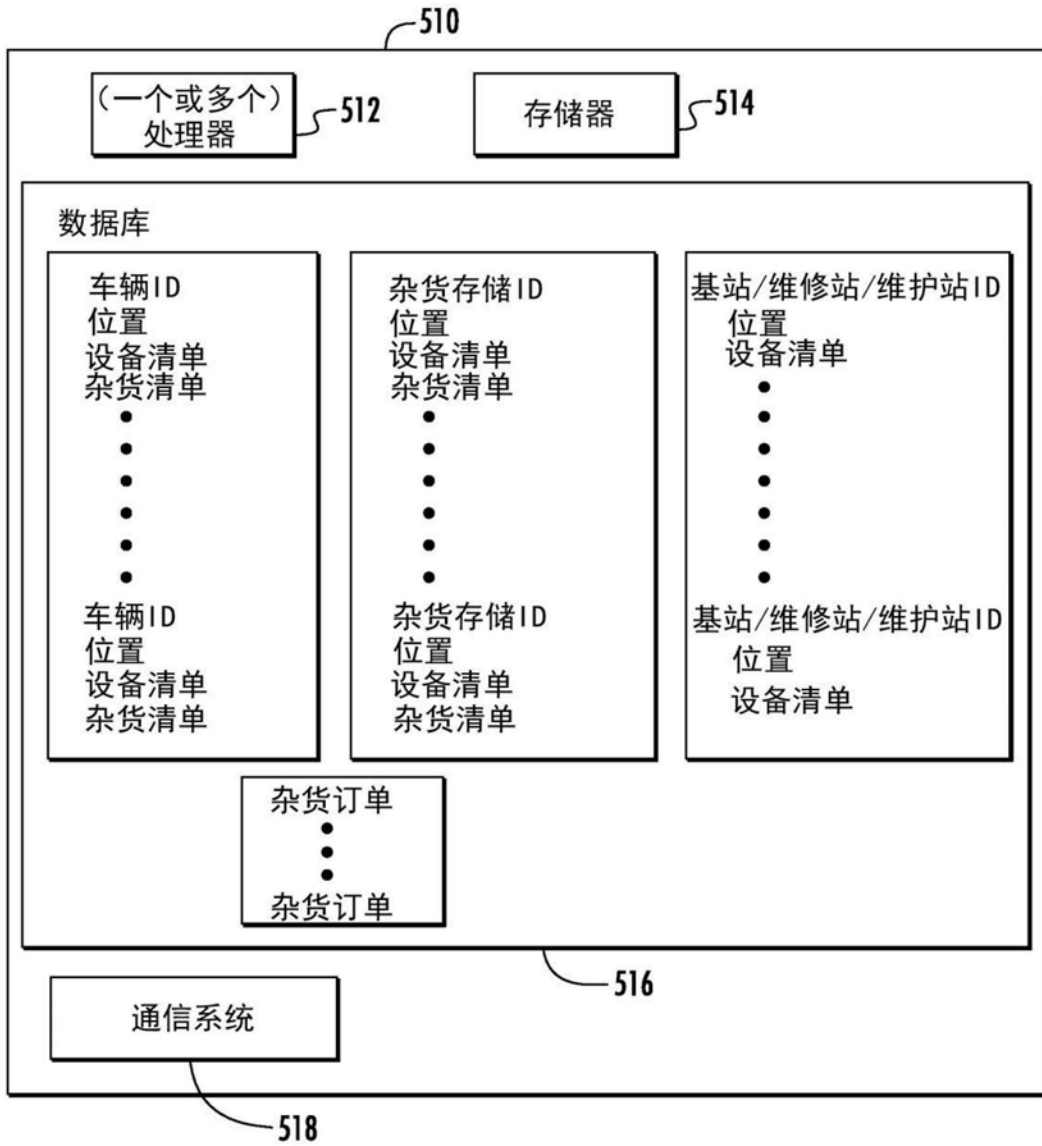 510
（一个或多个）
处理器
512
存储器
514
数据库
车辆ID
位置
设备清单
杂货清单
车辆ID
位置
设备清单
杂货清单
杂货存储ID
位置
设备清单
杂货清单
杂货存储ID
位置
设备清单
杂货清单
基站/维修站/维护站ID
位置
设备清单
基站/维修站/维护站ID
位置
设备清单
杂货订单
杂货订单
516
通信系统
518